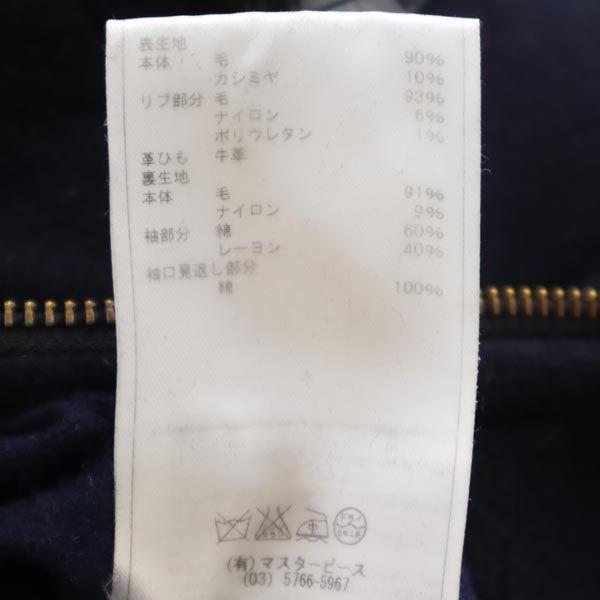 表生地
本体 毛 90%
カシミヤ 10%
リブ部分 毛 93%
ナイロン 6%
ポリウレタン 1%
革ひも 牛革
裏生地
本体 毛 91%
ナイロン 9%
袖部分 綿 60%
レーヨン 40%
袖口見返し部分
綿 100%
中 ドライ
(有)マスターピース
(03) 5766-5967